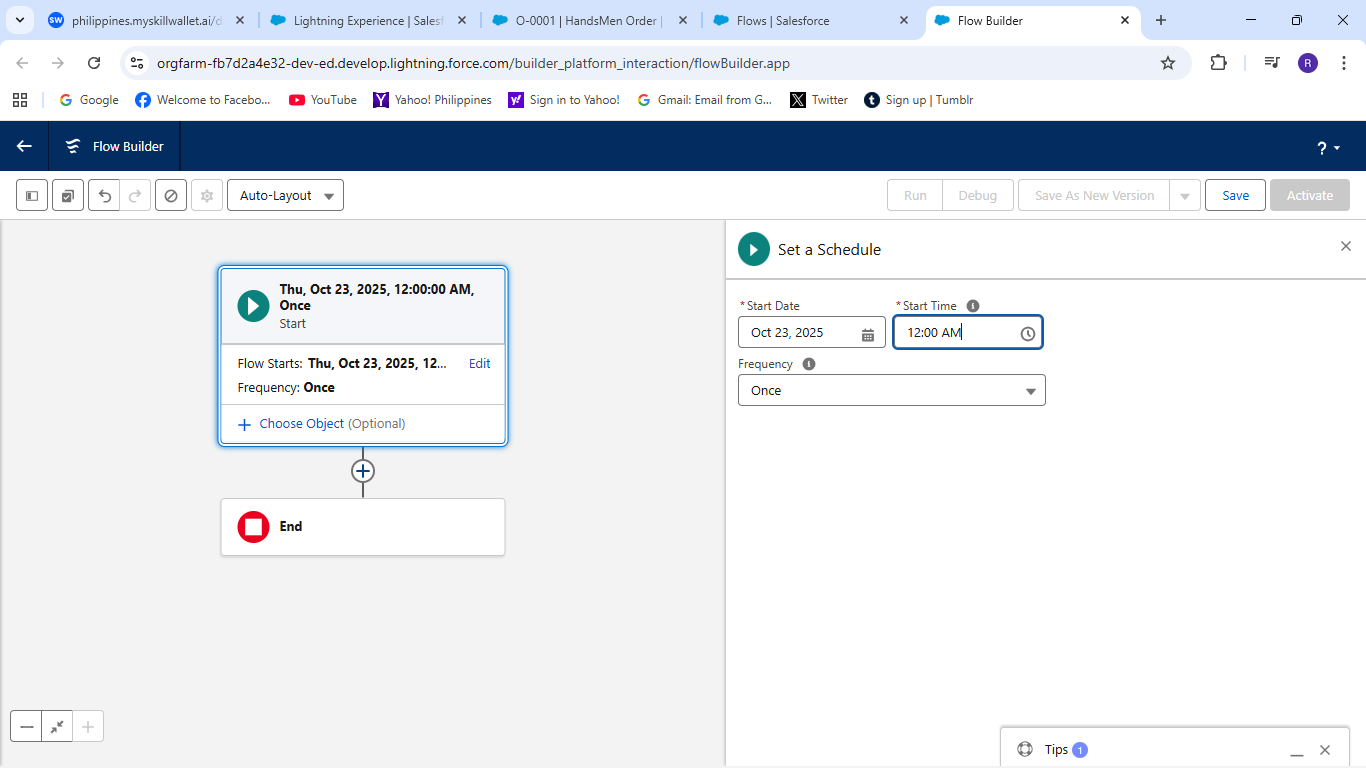 SW philippines.myskillwallet.ai/d
Lightning Experience | Salesf
O-0001 | HandsMen Order |
Flows | Salesforce
Flow Builder
orgfarm-fb7d2a4e32-dev-ed.develop.lightning.force.com/builder_platform_interaction/flowBuilder.app
R
Google
Welcome to Facebo...
YouTube
Yahoo! Philippines
Sign in to Yahoo!
Gmail: Email from G...
Twitter
Sign up | Tumblr
Flow Builder
?
Auto-Layout
Run
Debug
Save As New Version
Save
Activate
Thu, Oct 23, 2025, 12:00:00 AM,
Once
Start
Flow Starts: Thu, Oct 23, 2025, 12... Edit
Frequency: Once
+ Choose Object (Optional)
End
Set a Schedule
*Start Date
*Start Time
Oct 23, 2025
12:00 AM
Frequency
Once
Tips 1